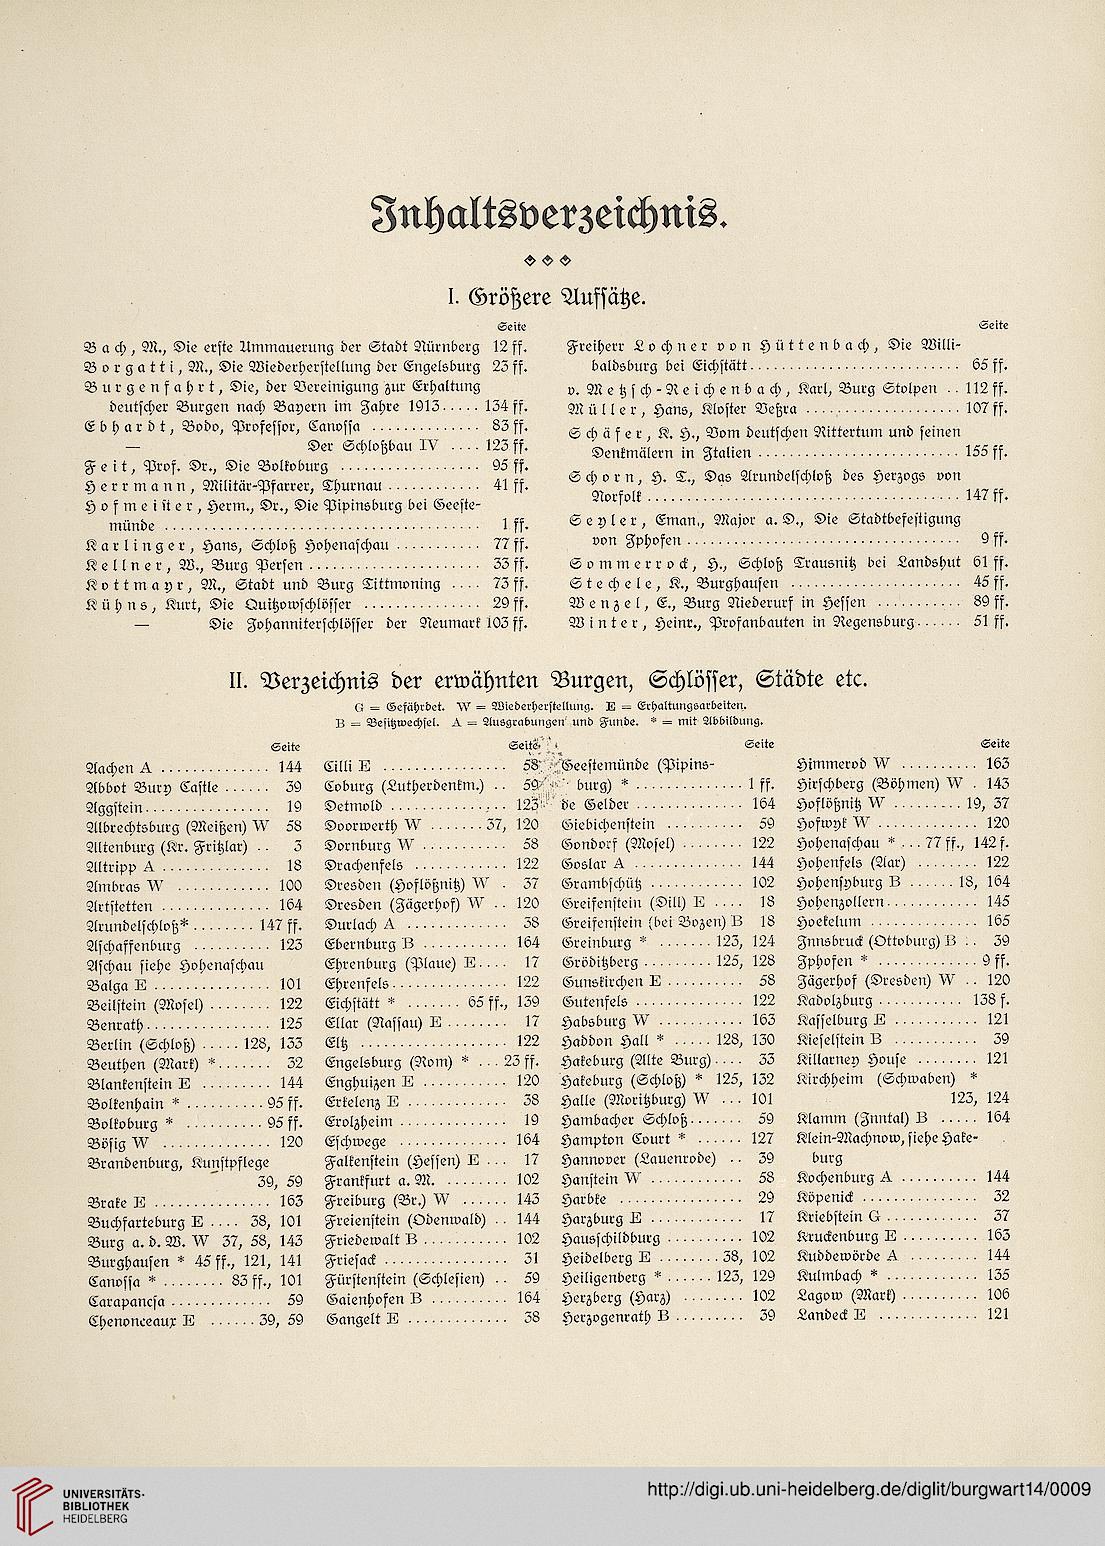 Inhaltsverzeichnis.
I. Größere Aufsätze.
Seite
Bach, M., Die erste Ummauerung der Stadt Nürnberg 12 ff.
Borgatti, M., Die Wiederherstellung der Engelsburg 23 ff.
Burgenfahrt, Die, der Vereinigung zur Erhaltung
deutscher Burgen nach Bayern im Jahre 1913 ..... 134 ff.
Ebhardt, Bodo, Professor, Canossa ............ 83 ff.
— Der Schloßbau IV .... 123 ff.
Feit, Prof. Dr., Die Bolkoburg ............... 95 ff.
Herrmann, Militär-Pfarrer, Thurnau ............ 41 ff.
Hofmeister, Herm., Dr., Die Pipinsburg bei Geeste-
münde ........................ 1 ff.
Karlinger, Hans, Schloß Hohenaschau ........... 77 ff.
Kellner, W., Burg Persen ................... 33 ff.
Kottmayr, M., Stadt und Burg Tittmoning .... 73 ff.
Kühns, Kurt, Die Quitzowschlösser ............... 29 ff.
— Die Johanniterschlösser der Neumark 103 ff.
Seite
Freiherr Lochner von Hüttenbach, Die Willi-
baldsburg bei Eichstätt ........................ 65 ff.
v. Metzsch-Reichenbach, Karl, Burg Stolpen .. 112 ff.
Müller, Hans, Kloster Veßra .................... 107 ff.
Schäfer, K. H., Vom deutschen Rittertum und seinen
Denkmälern in Italien ........................ 155 ff.
Schorn, H. T., Das Arundelschloß des Herzogs von
Norfolk ........................ 147 ff.
Seyler, Eman., Major a. D., Die Stadtbefestigung
von Iphofen ........................ 9 ff.
Sommerrock, H., Schloß Trausnitz bei Landshut 61 ff.
Stechele, K., Burghausen .................... 45 ff.
Wenzel, E., Burg Niederurf in Hessen ........... 89 ff.
Winter, Heinr., Profanbauten in Regensburg ...... 51 ff.
II. Verzeichnis der erwähnten Burgen, Schlösser, Städte etc.
G = Gefährdet. W = Wiederherstellung. E = Erhaltungsarbeiten.
B = Besitzwechsel. A = Ausgrabungen und Funde. * = mit Abbildung.
Seite
Aachen A .............. 144
Abbot Bury Castle ...... 39
Aggstein ................ 19
Albrechtsburg (Meißen) W 58
Altenburg (Kr. Fritzlar) .. 3
Altripp A .............. 18
Ambras W ............ 100
Artstetten .............. 164
Arundelschloß* ........ 147 ff.
Aschaffenburg .......... 123
Aschau siehe Hohenaschau
Balga E ............... 101
Beilstein (Mosel) ........ 122
Benrath ................ 125
Berlin (Schloß) ..... 128, 133
Beuthen (Mark) * ....... 32
Blankenstein E ......... 144
Bolkenhain * .......... 95 ff.
Bolkoburg * .......... 95 ff.
Bösig W .............. 120
Brandenburg, Kunstpflege
39, 59
Brake E ............... 163
Buchfarteburg E .... 38, 101
Burg a. d. W. W 37, 58, 143
Burghausen * 45 ff., 121, 141
Canossa * ........ 83 ff., 101
Carapancsa ............. 59
Chenonceaux E ...... 39, 59
Seite
Cilli E ................ 58
Coburg (Lutherdenkm.) .. 59
Detmold ............... 123
Doorwerth W ....... 37, 120
Dornburg W ........... 58
Drachenfels ............ 122
Dresden (Hoflößnitz) W . 37
Dresden (Jägerhof) W .. 120
Durlach A ............. 38
Ebernburg B ........... 164
Ehrenburg (Plaue) E .... 17
Ehrenfels ............... 122
Eichstätt * ....... 65 ff., 139
Ellar (Nassau) E ........ 17
Eltz ................... 122
Engelsburg (Rom) * ... 23 ff.
Enghuizen E ........... 120
Erkelenz E ............. 38
Erolzheim .............. 19
Eschwege .............. 164
Falkenstein (Hessen) E ... 17
Frankfurt a. M. ........ 102
Freiburg (Br.) W ...... 143
Freienstein (Odenwald) .. 144
Friedewalt B ........... 102
Friesack ................ 31
Fürstenstein (Schlesien) .. 59
Gaienhofen B .......... 164
Gangelt E ............. 38
Seite
Geestemünde (Pipins-
burg) * .............. 1 ff.
de Gelder .............. 164
Giebichenstein .......... 59
Gondorf (Mosel) ........ 122
Goslar A ............... 144
Grambschütz ............ 102
Greifenstein (Dill) E .... 18
Greifenstein (bei Bozen) B 18
Greinburg * ....... 123, 124
Gröditzberg ......... 125, 128
Gunskirchen E .......... 58
Gutenfels .............. 122
Habsburg W ........... 163
Haddon Hall * ..... 128, 130
Hakeburg (Alte Burg) .... 33
Hakeburg (Schloß) * 125, 132
Halle (Moritzburg) W ... 101
Hambacher Schloß ....... 59
Hampton Court * ...... 127
Hannover (Lauenrode) .. 39
Hanstein W ............ 58
Harbke ................ 29
Harzburg E ............ 17
Hausschildburg .......... 102
Heidelberg E ........ 38, 102
Heiligenberg * ...... 123, 129
Herzberg (Harz) ........ 102
Herzogenrath B ......... 39
Seite
Himmerod W .......... 163
Hirschberg (Böhmen) W . 143
Hoflößnitz W ......... 19, 37
Hofwyk W ............. 120
Hohenaschau * ... 77 ff., 142 f.
Hohenfels (Aar) ........ 122
Hohensyburg B ...... 18, 164
Hohenzollern ............ 145
Hoekelum .............. 165
Innsbruck (Ottoburg) B .. 39
Iphofen * .............. 9 ff.
Jägerhof (Dresden) W .. 120
Kadolzburg ............ 138 f.
Kasselburg E .......... 121
Kieselstein B ........... 39
Killarney House ........ 121
Kirchheim (Schwaben) *
123, 124
Klamm (Inntal) B ..... 164
Klein-Machnow, siehe Hake-
burg
Kochenburg A .......... 144
Köpenick ............... 32
Kriebstein G ............ 37
Kruckenburg E ......... 163
Kuddewörde A ......... 144
Kulmbach * ............ 135
Lagow (Mark) .......... 106
Landeck E ............. 121
UNIVERSITÄTS-
BIBLIOTHEK
HEIDELBERG
http://digi.ub.uni-heidelberg.de/diglit/burgwart14/0009